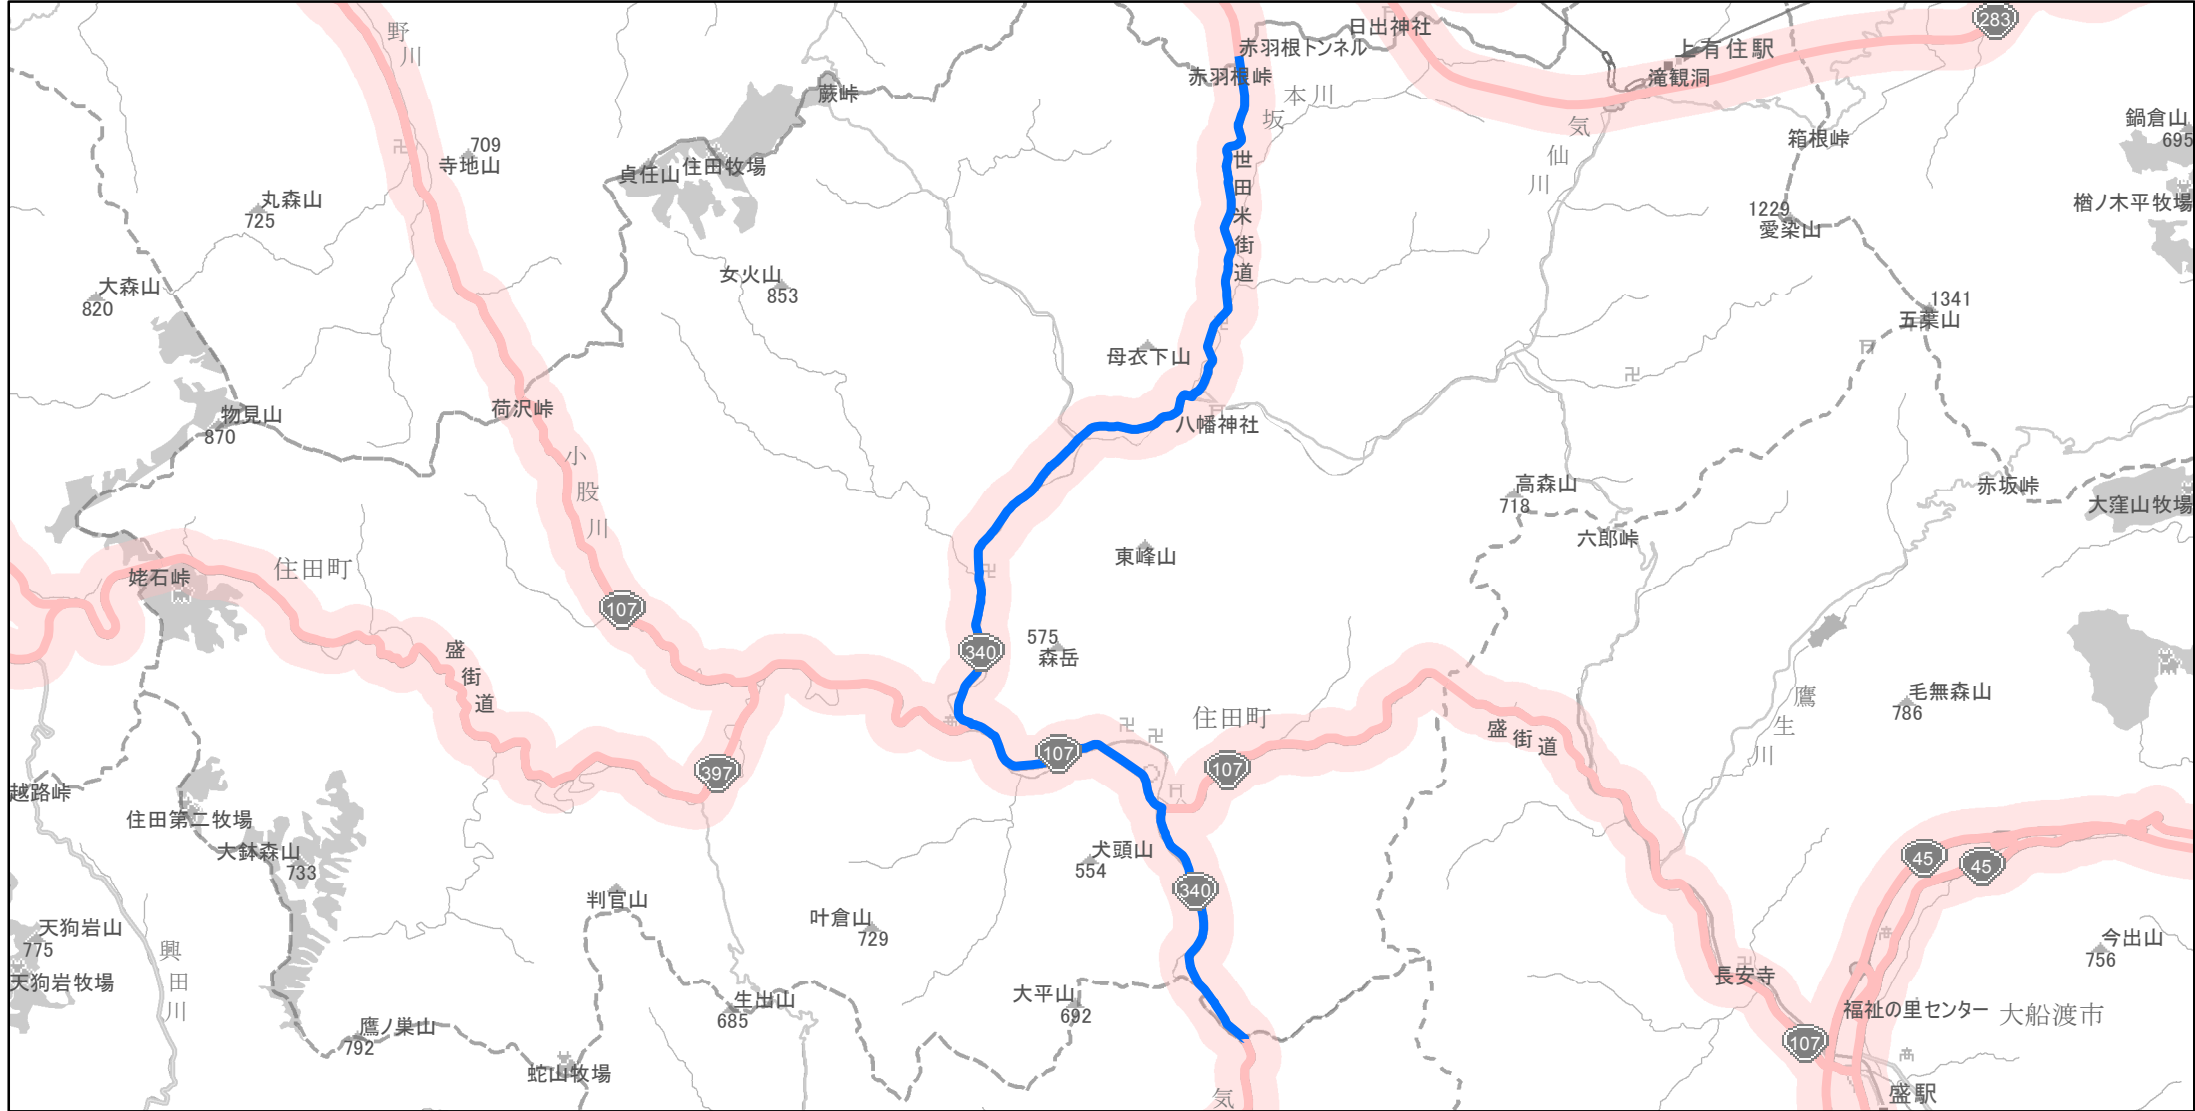 野川
日出神社
283
赤羽根トンネル
上有住駅
滝観洞
赤羽根峠
蕨峠
坂本川
気仙川
鍋倉山
695
箱根峠
709
寺地山
貞任山
住田牧場
世田米街道
丸森山
725
楢ノ木平牧場
1229
愛染山
女火山
853
大森山
820
1341
五葉山
母衣下山
荷沢峠
物見山
870
八幡神社
小股川
高森山
718
赤坂峠
大窪山牧場
六郎峠
東峰山
住田町
姥石峠
107
575
森岳
340
盛街道
毛無森山
786
鷹生川
住田町
盛街道
107
107
397
越路峠
住田第二牧場
大鉢森山
733
犬頭山
554
45
45
340
判官山
叶倉山
729
天狗岩山
775
天狗岩牧場
興田川
今出山
756
長安寺
大平山
692
生出山
685
福祉の里センター
大船渡市
鷹ノ巣山
792
107
蛇山牧場
気
盛駅